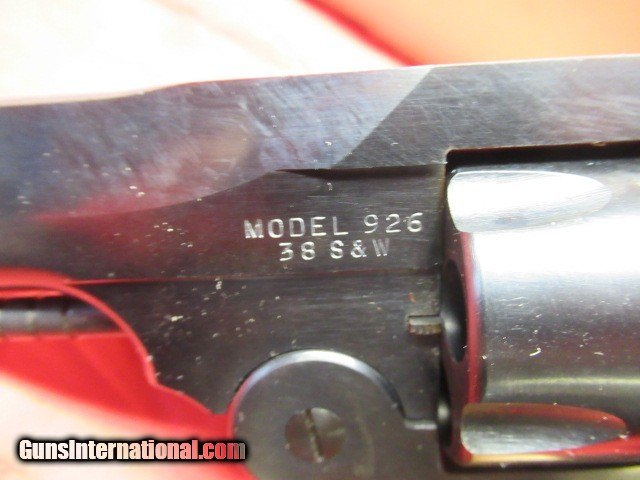 MODEL 926
38 S&W
GunsInternational.com